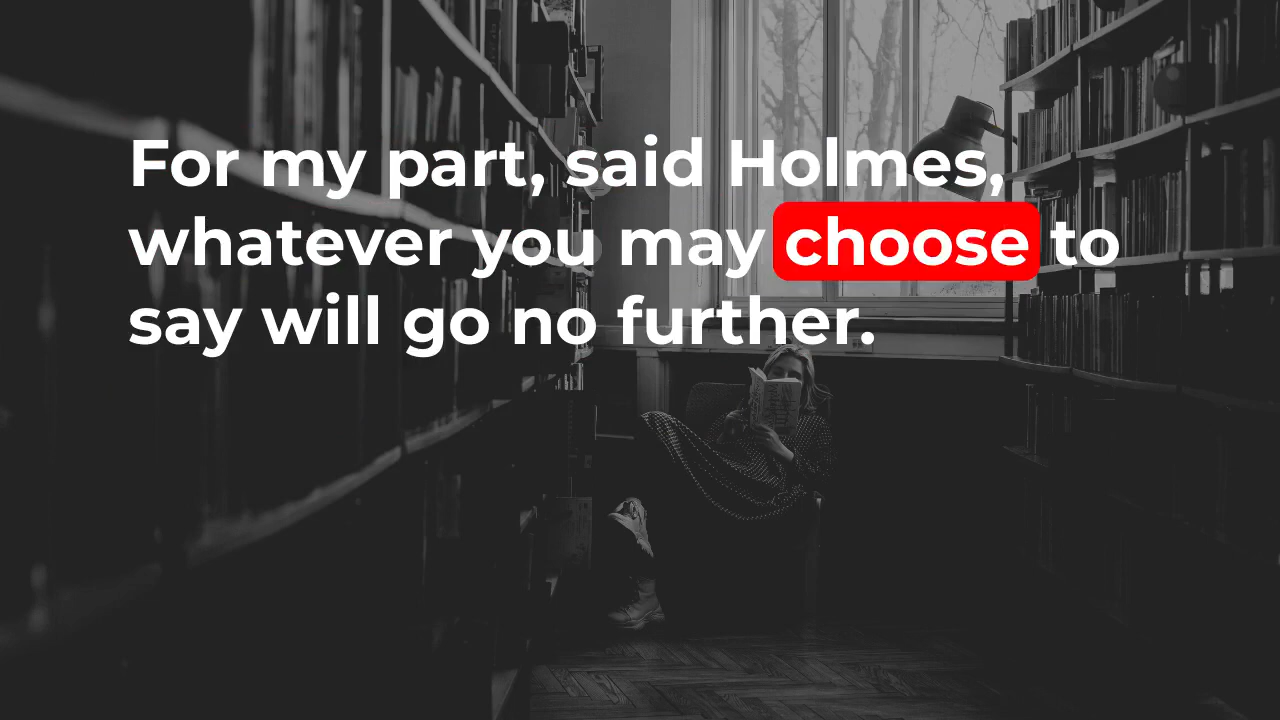 For my part, said Holmes,
whatever you may choose to
say will go no further.